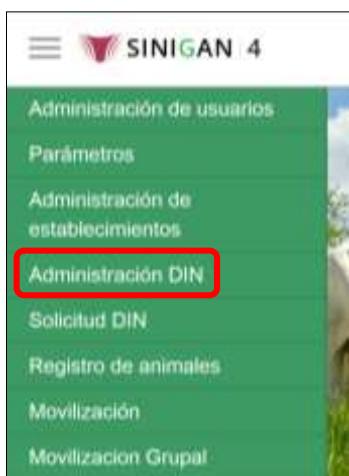 SINIGAN 4
Administración de usuarios
Parámetros
Administración de
establecimientos
Administración DIN
Solicitud DIN
Registro de animales
Movilización
Movilizacion Grupal